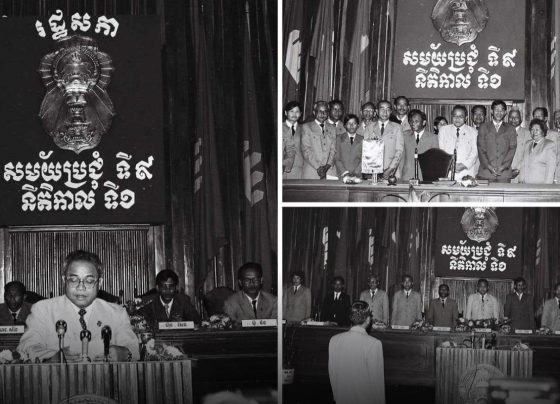 រដ្ឋសភា
សម័យប្រជុំ ទី៩
នីតិកាល ទី១
សម័យប្រជុំ ទី៩
នីតិកាល ទី១
សម័យប្រជុំ ទី៩
នីតិកាល ទី១